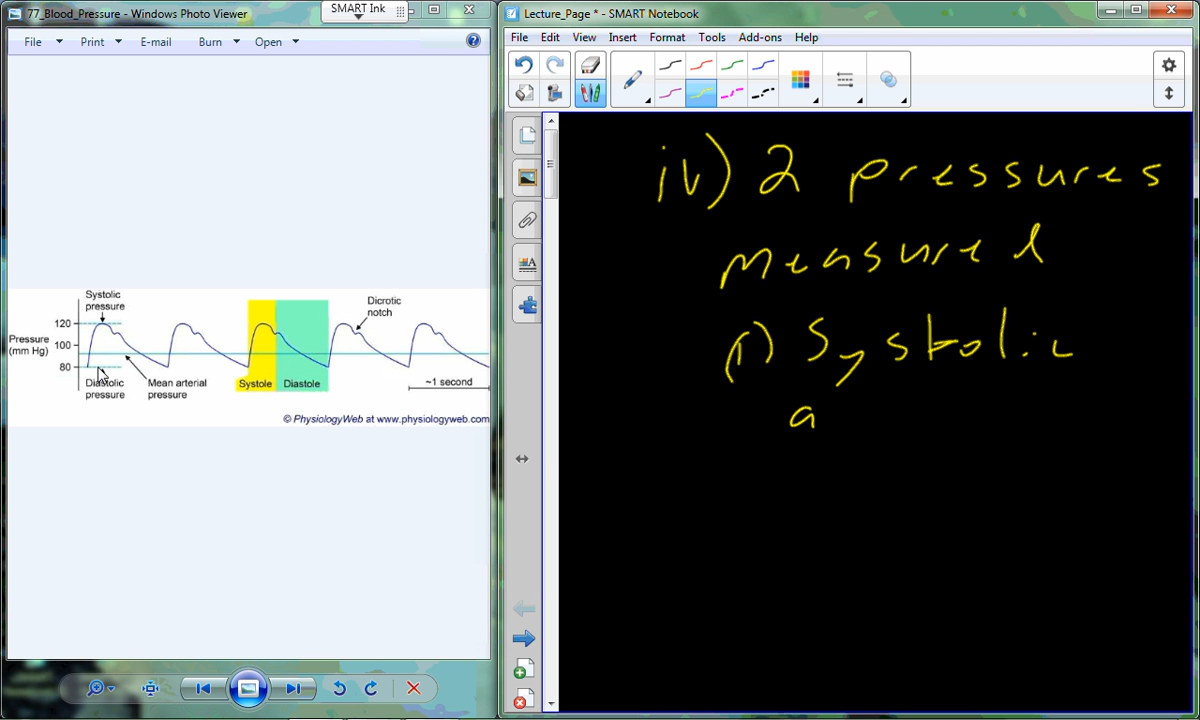 77_Blood_Pressure - Windows Photo Viewer
SMART Ink
File Print E-mail Burn Open
Systolic
pressure
Dicrotic
notch
120
Pressure
(mm Hg)
100
80
Diastolic
pressure
Mean arterial
pressure
Systole Diastole
~1 second
© PhysiologyWeb at www.physiologyweb.com
Lecture_Page * - SMART Notebook
File Edit View Insert Format Tools Add-ons Help
iv) 2 pressures
measured
(i) Systolic
a